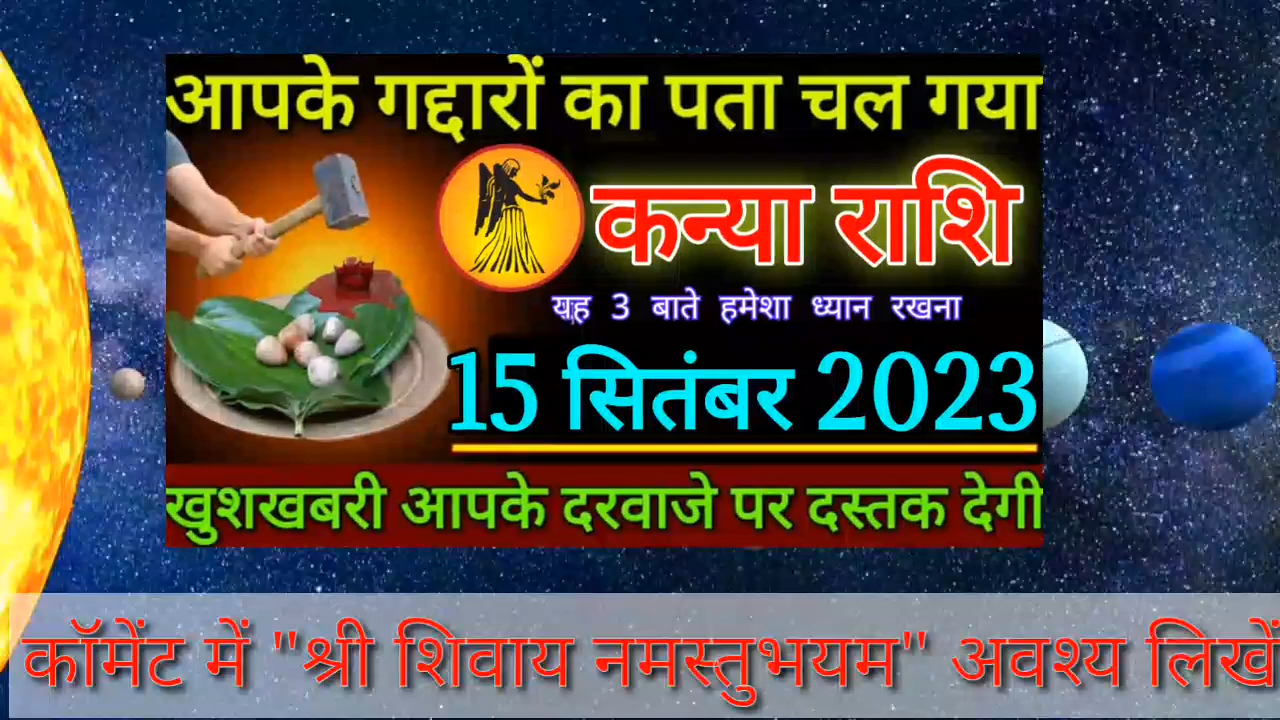 आपके गद्दारों का पता चल गया
कन्या राशि
यह 3 बाते हमेशा ध्यान रखना
15 सितंबर 2023
खुशखबरी आपके दरवाजे पर दस्तक देगी
कॉमेंट में "श्री शिवाय नमस्तुभयम" अवश्य लिखें